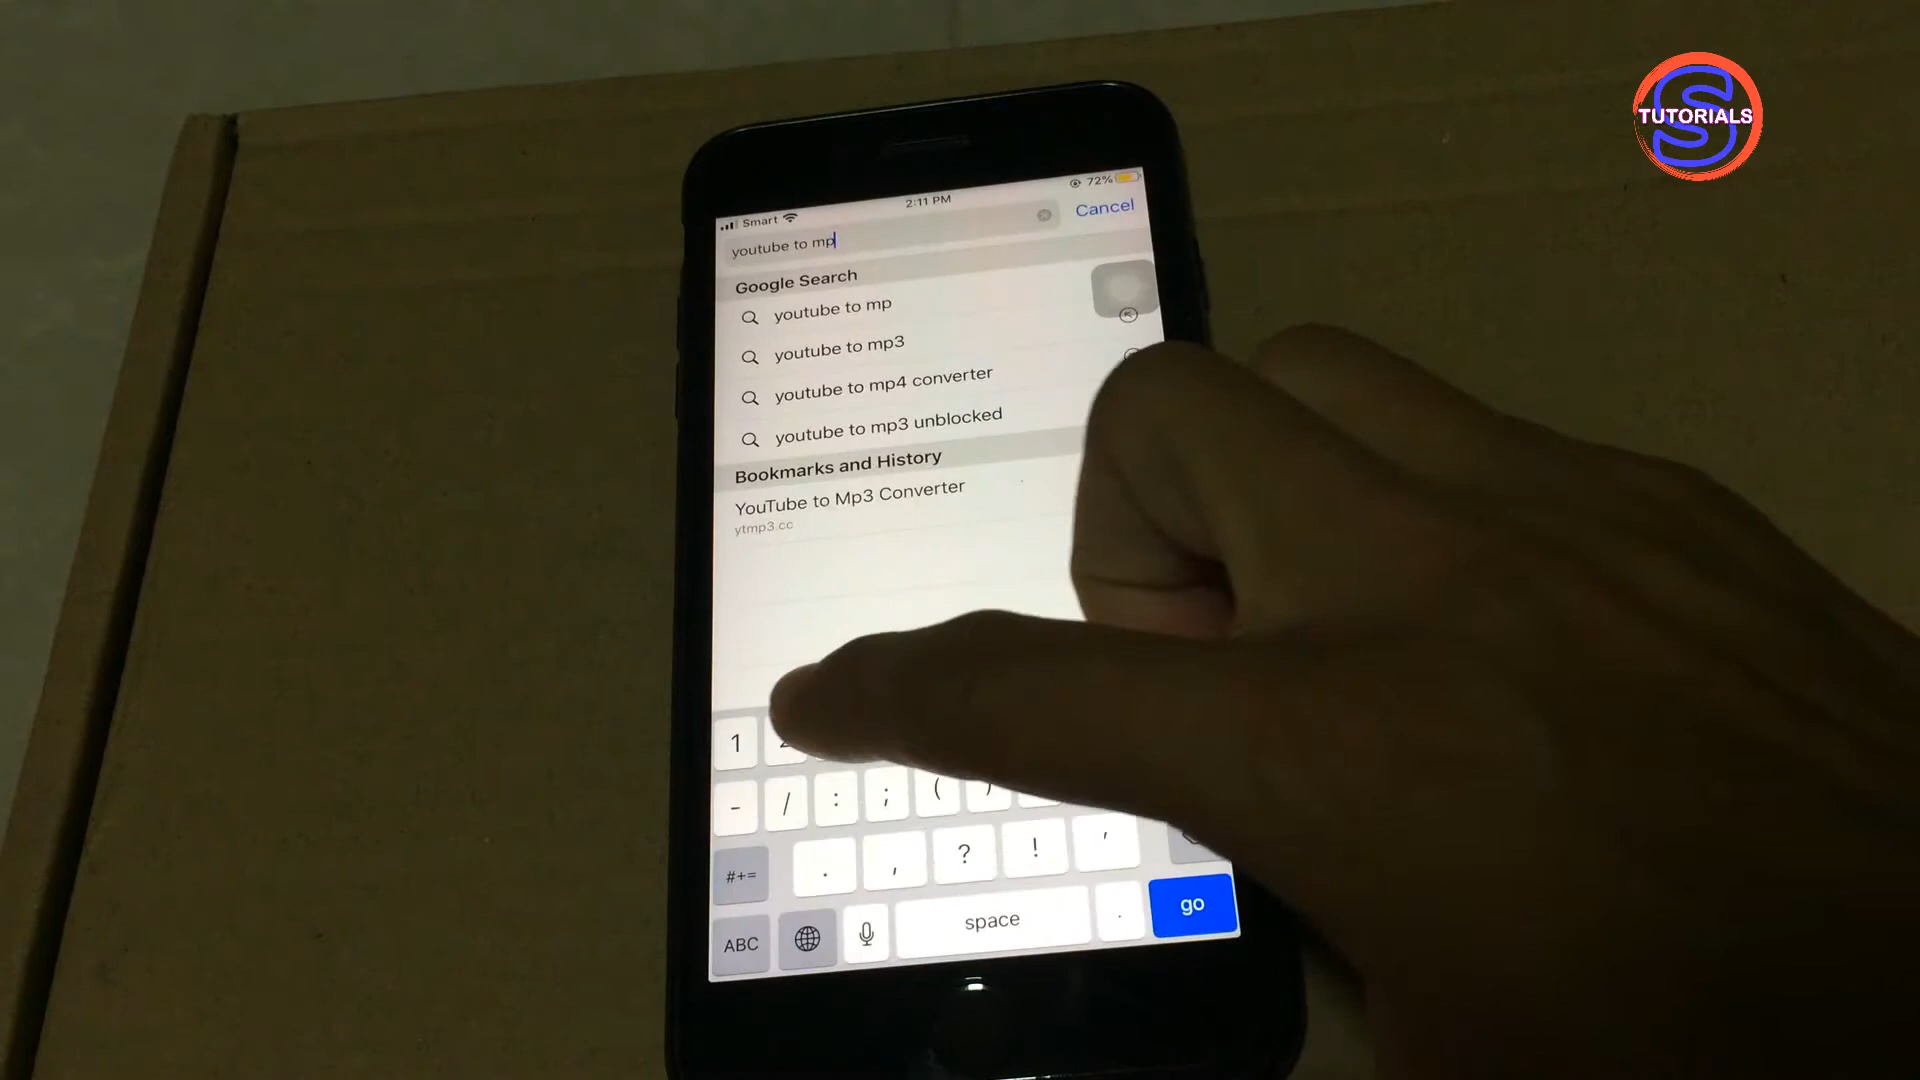 S
TUTORIALS
Smart 2:11 PM 72%
youtube to mp Cancel
Google Search
youtube to mp
youtube to mp3
youtube to mp4 converter
youtube to mp3 unblocked
Bookmarks and History
YouTube to Mp3 Converter
ytmp3.cc
1
- / : ; ( )
#+= . , ? ! '
ABC space . go